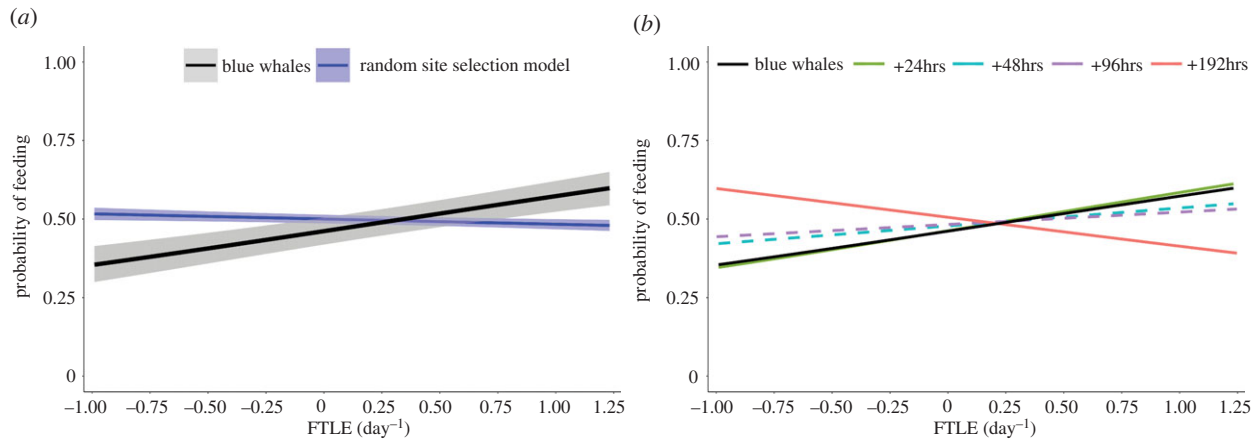 (a)
blue whales random site selection model
1.00
0.75
0.50
0.25
0
probability of feeding
−1.00 −0.75 −0.50 −0.25 0 0.25 0.50 0.75 1.00 1.25
FTLE (day⁻¹)
(b)
blue whales +24hrs +48hrs +96hrs +192hrs
1.00
0.75
0.50
0.25
0
probability of feeding
−1.00 −0.75 −0.50 −0.25 0 0.25 0.50 0.75 1.00 1.25
FTLE (day⁻¹)